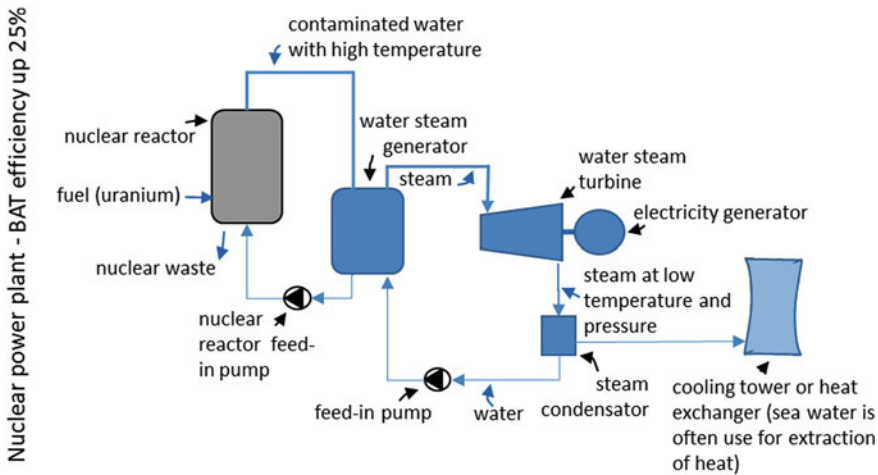 Nuclear power plant - BAT efficiency up 25%
contaminated water
with high temperature
nuclear reactor
water steam
generator
steam
water steam
turbine
fuel (uranium)
electricity generator
nuclear waste
steam at low
temperature and
pressure
nuclear
reactor feed-
in pump
feed-in pump
water
steam
condensator
cooling tower or heat
exchanger (sea water is
often use for extraction
of heat)